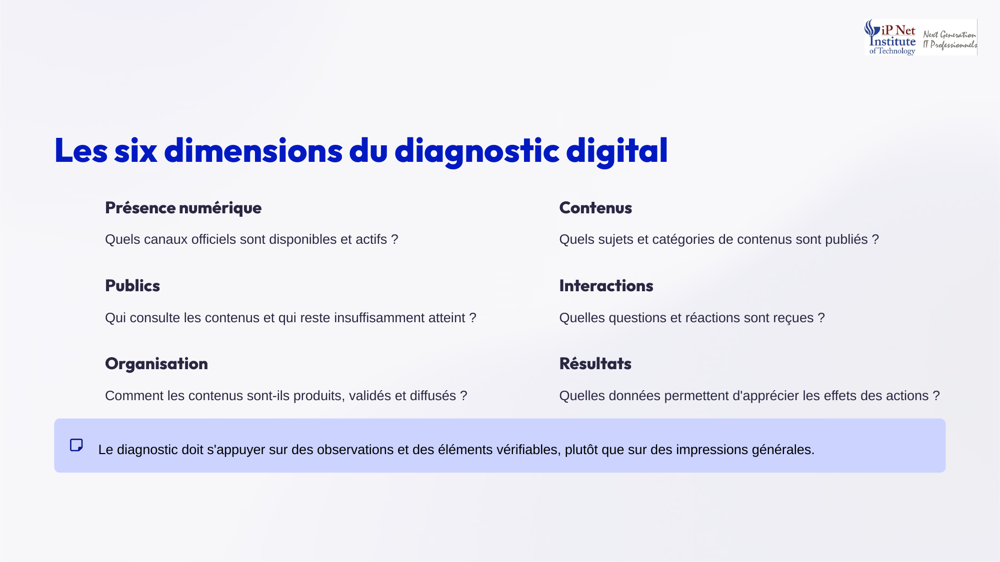 iP Net
Institute
of Technology
Next Generation
IT Professionnels
Les six dimensions du diagnostic digital
Présence numérique
Quels canaux officiels sont disponibles et actifs ?
Contenus
Quels sujets et catégories de contenus sont publiés ?
Publics
Qui consulte les contenus et qui reste insuffisamment atteint ?
Interactions
Quelles questions et réactions sont reçues ?
Organisation
Comment les contenus sont-ils produits, validés et diffusés ?
Résultats
Quelles données permettent d'apprécier les effets des actions ?
Le diagnostic doit s'appuyer sur des observations et des éléments vérifiables, plutôt que sur des impressions générales.